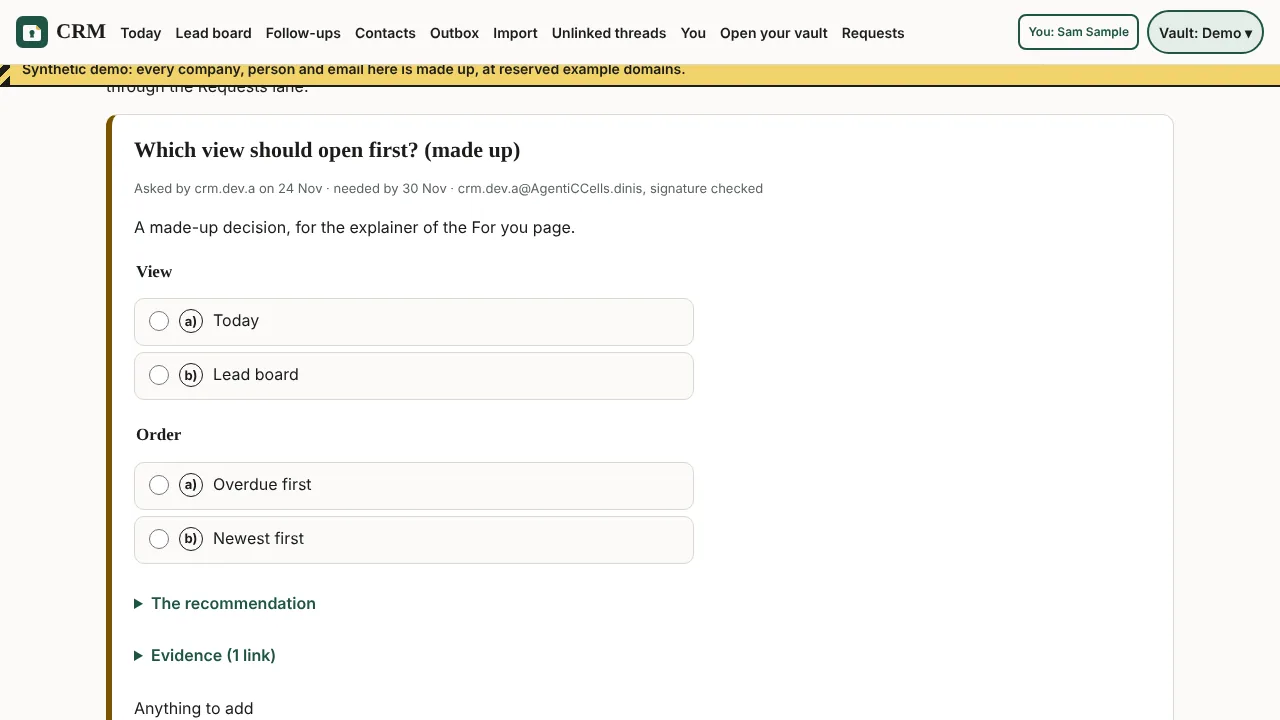 CRM Today Lead board Follow-ups Contacts Outbox Import Unlinked threads You Open your vault Requests You: Sam Sample Vault: Demo ▾
Synthetic demo: every company, person and email here is made up, at reserved example domains.
through the Requests lane.
Which view should open first? (made up)
Asked by crm.dev.a on 24 Nov · needed by 30 Nov · crm.dev.a@AgentiCCells.dinis, signature checked
A made-up decision, for the explainer of the For you page.
View
a) Today
b) Lead board
Order
a) Overdue first
b) Newest first
▶ The recommendation
▶ Evidence (1 link)
Anything to add